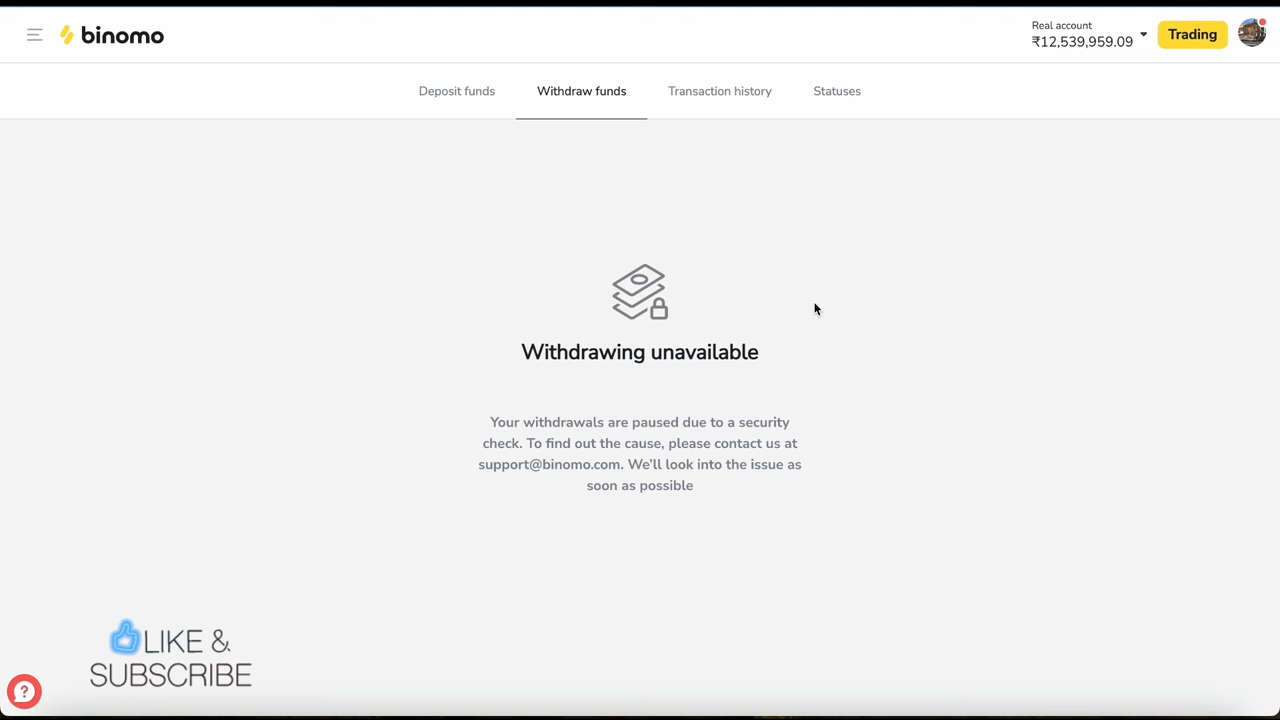 binomo
Real account
₹12,539,959.09
Trading
Deposit funds
Withdraw funds
Transaction history
Statuses
Withdrawing unavailable
Your withdrawals are paused due to a security
check. To find out the cause, please contact us at
support@binomo.com. We'll look into the issue as
soon as possible
LIKE &
SUBSCRIBE
?